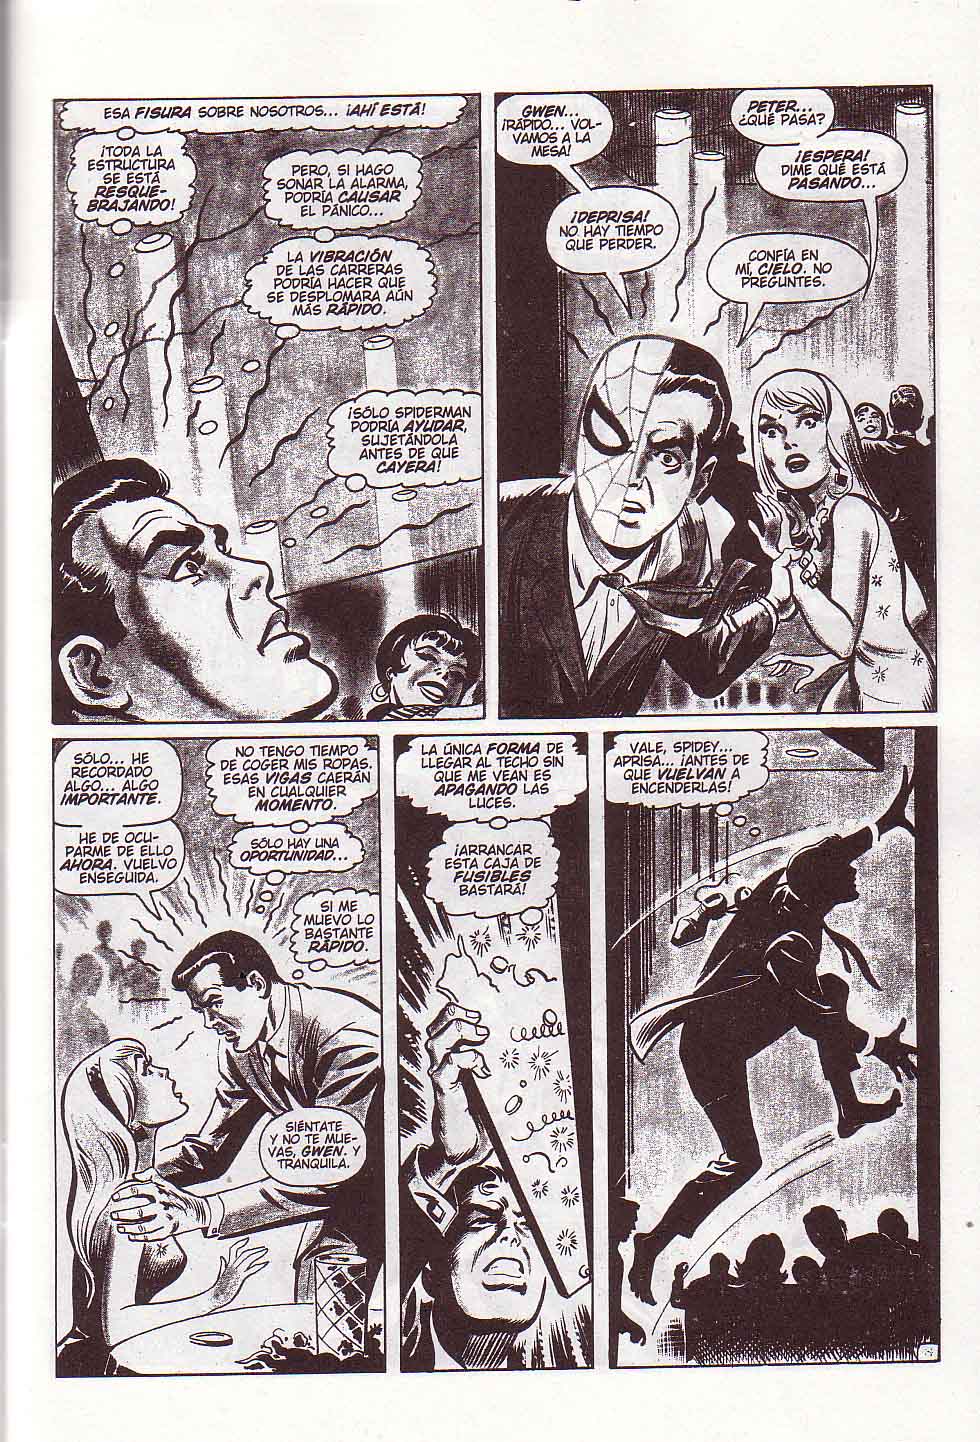 ESA FISURA SOBRE NOSOTROS... ¡AHÍ ESTÁ!
¡TODA LA
ESTRUCTURA
SE ESTÁ
RESQUE-
BRAJANDO!
PERO, SI HAGO
SONAR LA ALARMA,
PODRÍA CAUSAR
EL PÁNICO...
LA VIBRACIÓN
DE LAS CARRERAS
PODRÍA HACER QUE
SE DESPLOMARA AÚN
MÁS RÁPIDO.
¡SÓLO SPIDERMAN
PODRÍA AYUDAR,
SUJETÁNDOLA
ANTES DE QUE
CAYERA!
GWEN...
¡RÁPIDO... VOL-
VAMOS A LA
MESA!
PETER...
¿QUÉ PASA?
¡ESPERA!
DIME QUÉ ESTÁ
PASANDO...
¡DEPRISA!
NO HAY TIEMPO
QUE PERDER.
CONFÍA EN
MÍ, CIELO. NO
PREGUNTES.
SÓLO... HE
RECORDADO
ALGO... ALGO
IMPORTANTE.
HE DE OCU-
PARME DE ELLO
AHORA. VUELVO
ENSEGUIDA.
NO TENGO TIEMPO
DE COGER MIS ROPAS.
ESAS VIGAS CAERÁN
EN CUALQUIER
MOMENTO.
SÓLO HAY UNA
OPORTUNIDAD...
SI ME
MUEVO LO
BASTANTE
RÁPIDO.
SIÉNTATE
Y NO TE MUE-
VAS, GWEN. Y
TRANQUILA.
LA ÚNICA FORMA DE
LLEGAR AL TECHO SIN
QUE ME VEAN ES
APAGANDO LAS
LUCES.
¡ARRANCAR
ESTA CAJA DE
FUSIBLES
BASTARÁ!
VALE, SPIDEY...
APRISA... ¡ANTES
DE QUE VUELVAN A
ENCENDERLAS!